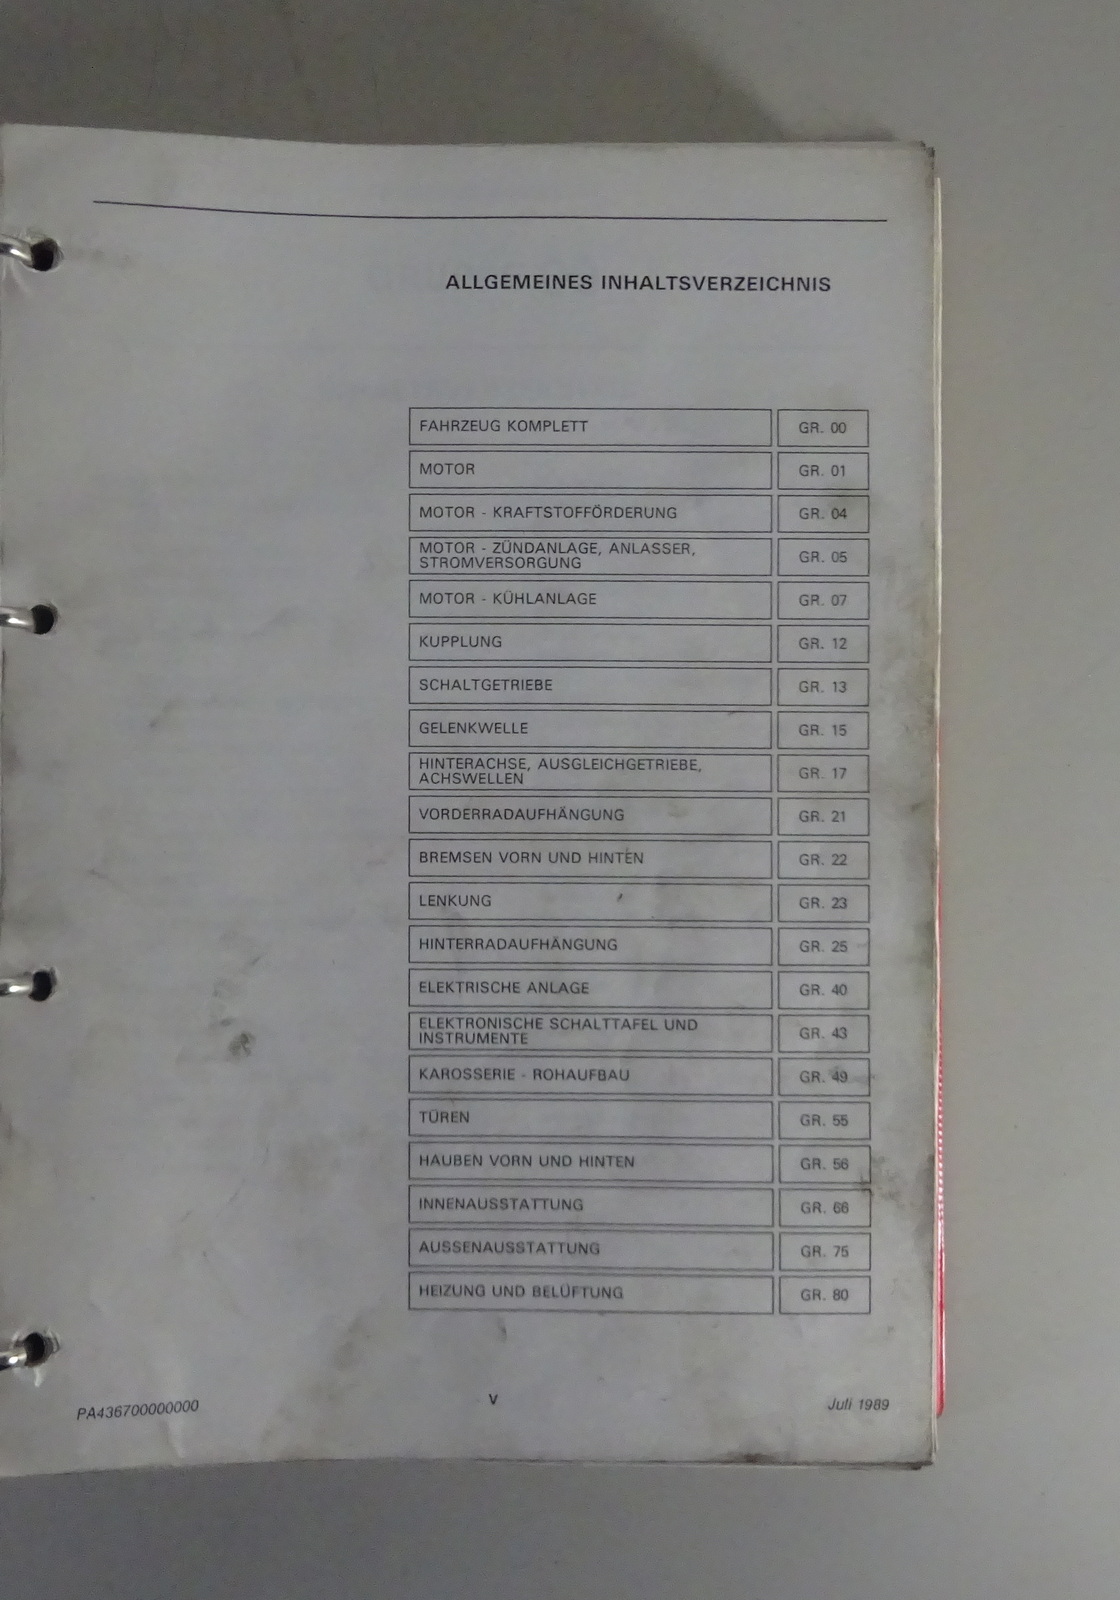 ALLGEMEINES INHALTSVERZEICHNIS
FAHRZEUG KOMPLETT GR. 00
MOTOR GR. 01
MOTOR - KRAFTSTOFFÖRDERUNG GR. 04
MOTOR - ZÜNDANLAGE, ANLASSER,
STROMVERSORGUNG GR. 05
MOTOR - KÜHLANLAGE GR. 07
KUPPLUNG GR. 12
SCHALTGETRIEBE GR. 13
GELENKWELLE GR. 15
HINTERACHSE, AUSGLEICHGETRIEBE,
ACHSWELLEN GR. 17
VORDERRADAUFHÄNGUNG GR. 21
BREMSEN VORN UND HINTEN GR. 22
LENKUNG GR. 23
HINTERRADAUFHÄNGUNG GR. 25
ELEKTRISCHE ANLAGE GR. 40
ELEKTRONISCHE SCHALTTAFEL UND
INSTRUMENTE GR. 43
KAROSSERIE - ROHAUFBAU GR. 49
TÜREN GR. 55
HAUBEN VORN UND HINTEN GR. 56
INNENAUSSTATTUNG GR. 66
AUSSENAUSSTATTUNG GR. 75
HEIZUNG UND BELÜFTUNG GR. 80
PA436700000000 V Juli 1989